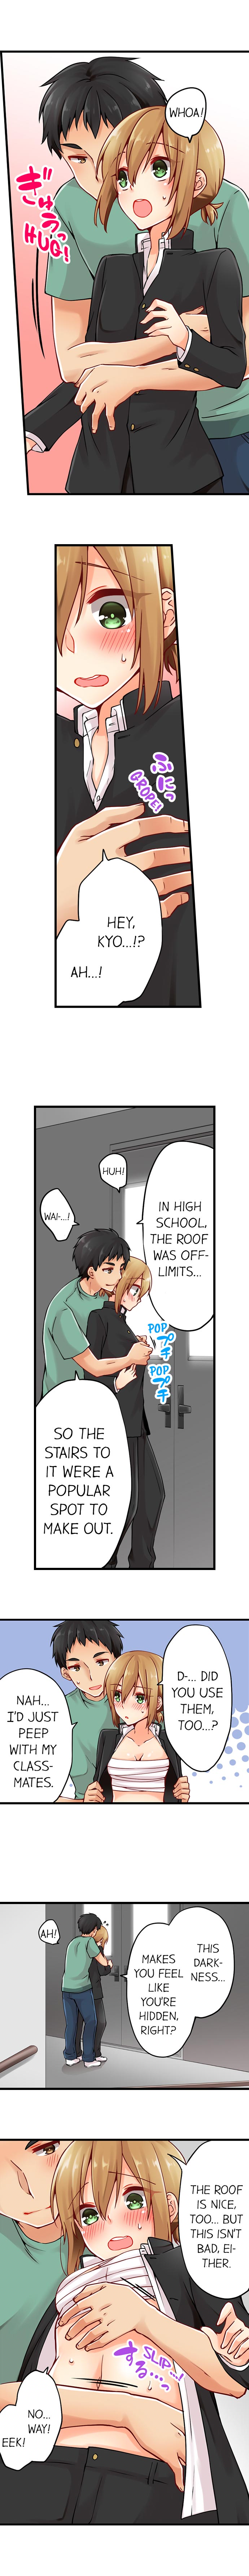 WHOA!
ぎゅうっ
HUG!
ふにっ
GROPE!
HEY,
KYO...!?
AH...!
IN HIGH
SCHOOL,
THE ROOF
WAS OFF-
LIMITS...
HUH!
WAI-...!
POP
プチ
POP
プチ
SO THE
STAIRS TO
IT WERE A
POPULAR
SPOT TO
MAKE OUT.
D-... DID
YOU USE
THEM,
TOO...?
NAH...
I'D JUST
PEEP
WITH MY
CLASS-
MATES.
AH!
THIS
DARK-
NESS...
MAKES
YOU FEEL
LIKE
YOU'RE
HIDDEN,
RIGHT?
THE ROOF
IS NICE,
TOO... BUT
THIS ISN'T
BAD, EI-
THER.
SLIP...!
する...っ
NO...
WAY!
EEK!